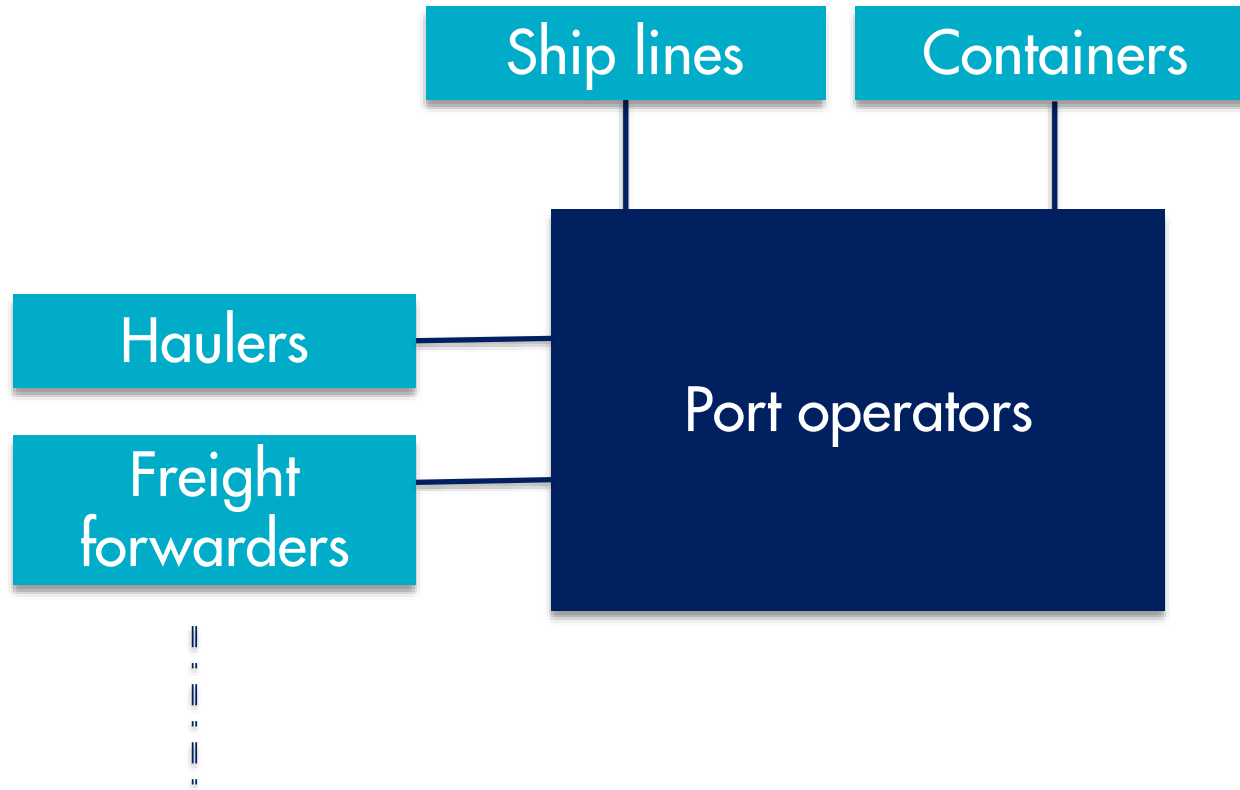 Ship lines
Containers
Haulers
Freight
forwarders
Port operators